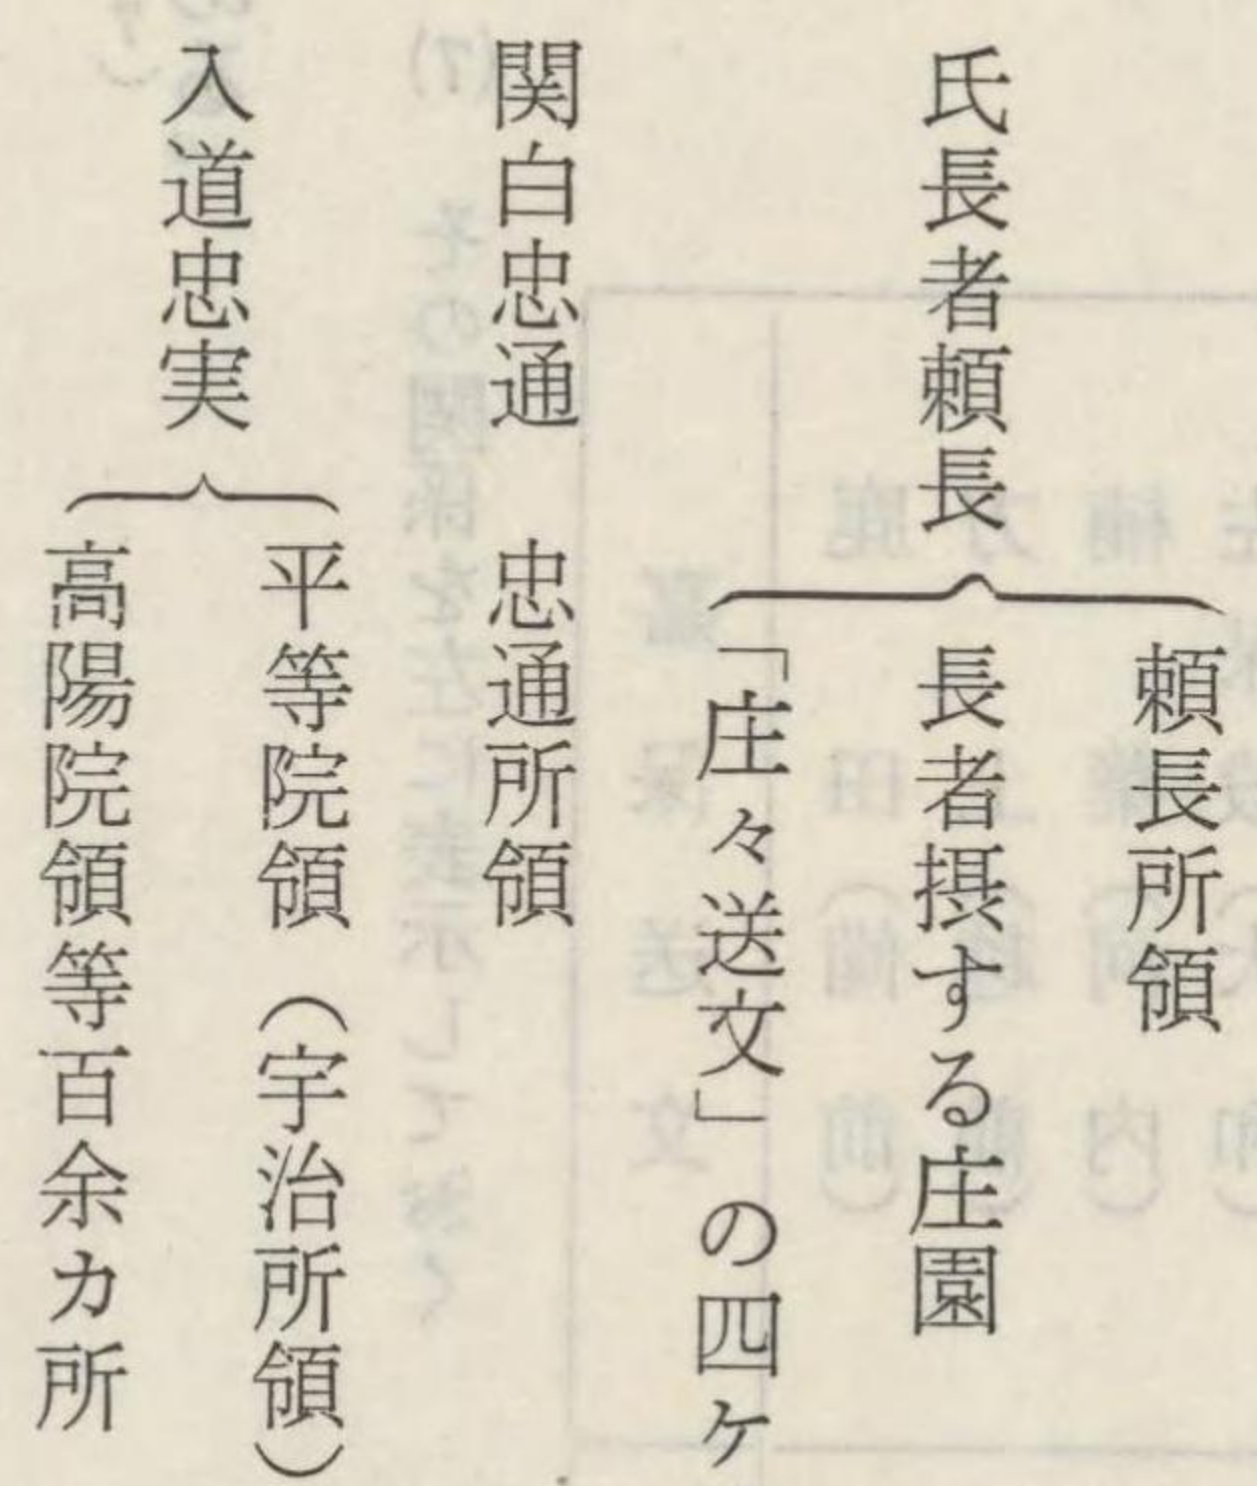 頼長所領
氏長者頼長
長者摂する庄園
「庄々送文」の四ケ
関白忠通 忠通所領
入道忠実
平等院領(宇治所領)
高陽院領等百余カ所